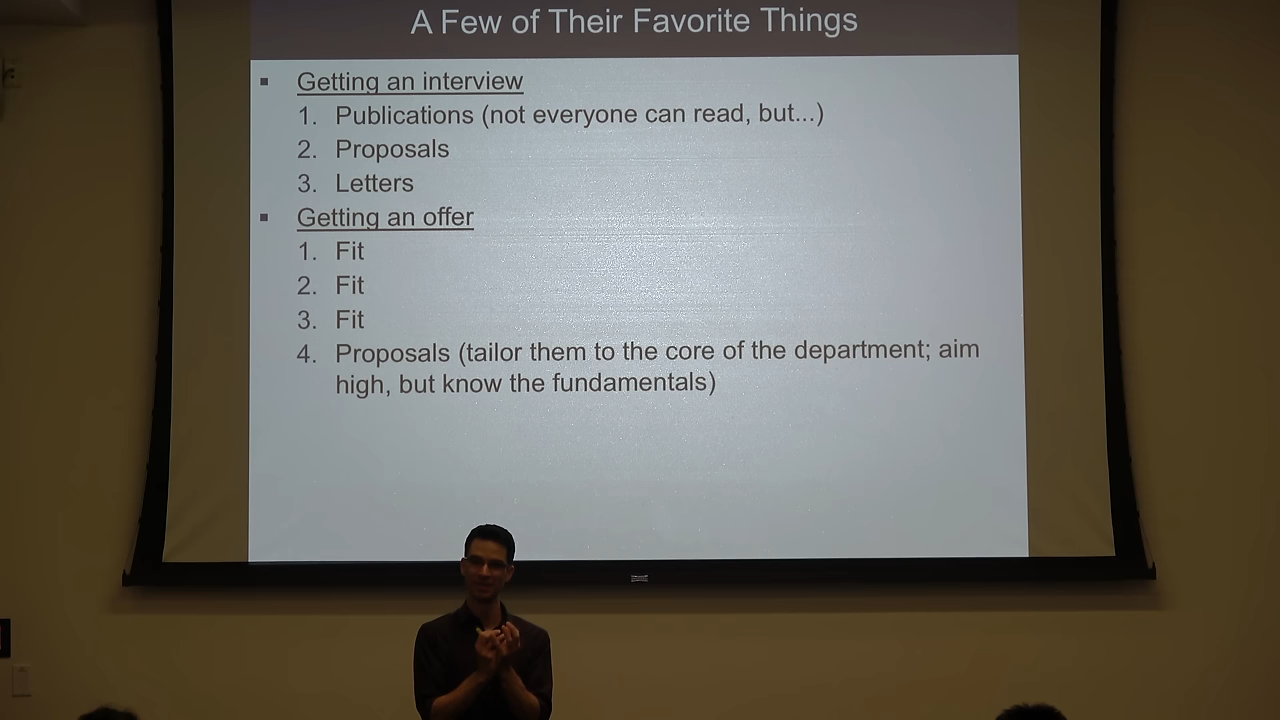 A Few of Their Favorite Things
▪ Getting an interview
1. Publications (not everyone can read, but...)
2. Proposals
3. Letters
▪ Getting an offer
1. Fit
2. Fit
3. Fit
4. Proposals (tailor them to the core of the department; aim
high, but know the fundamentals)